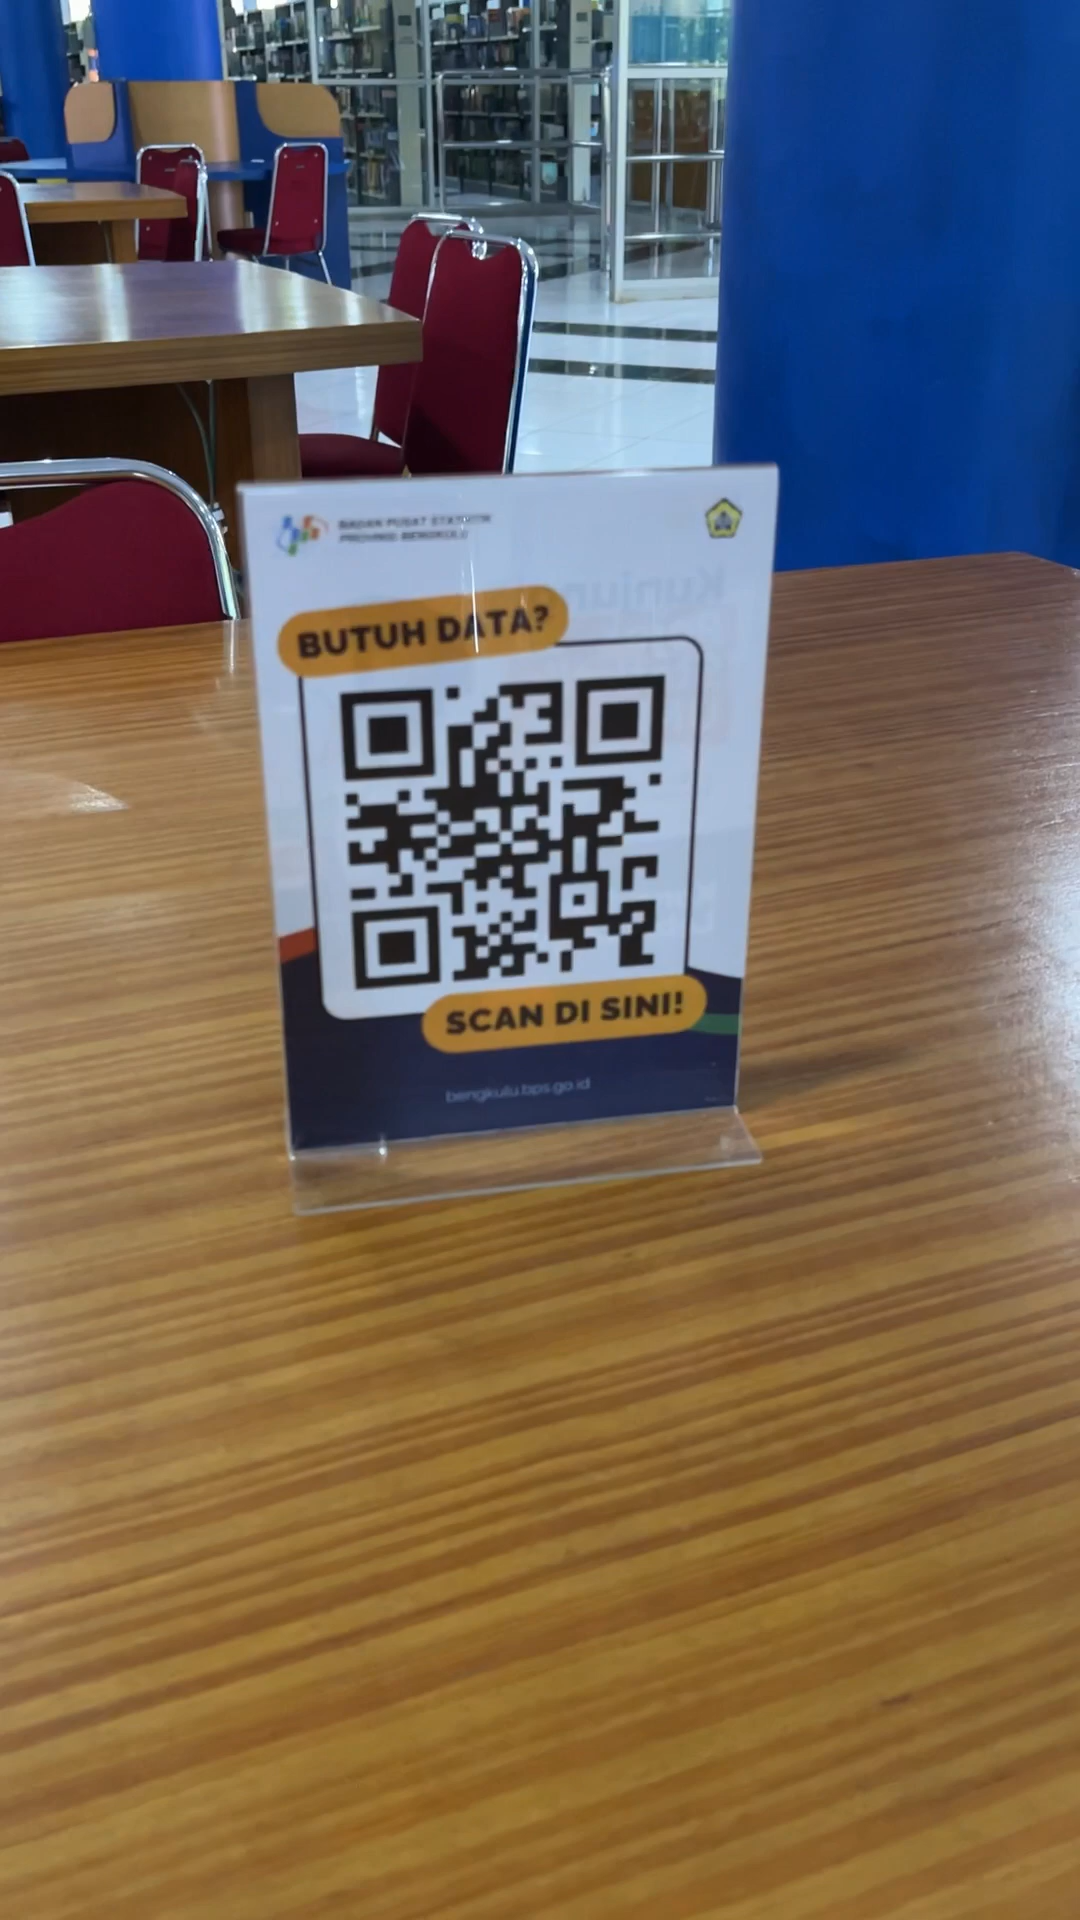 BADAN PUSAT STATISTIK
PROVINSI BENGKULU
BUTUH DATA?
SCAN DI SINI!
bengkulu.bps.go.id